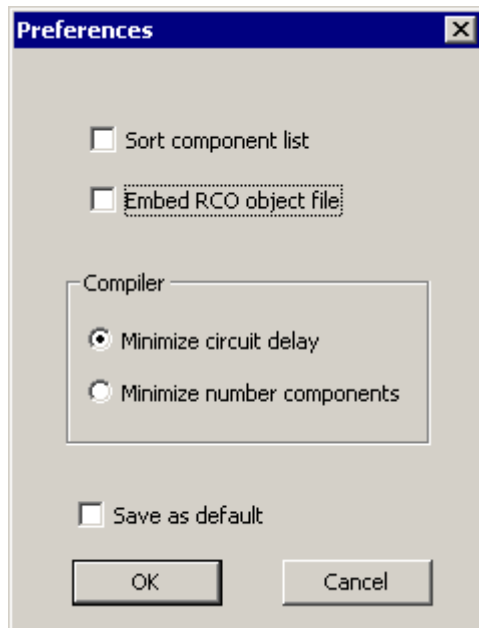 Preferences
Sort component list
Embed RCO object file
Compiler
Minimize circuit delay
Minimize number components
Save as default
OK
Cancel